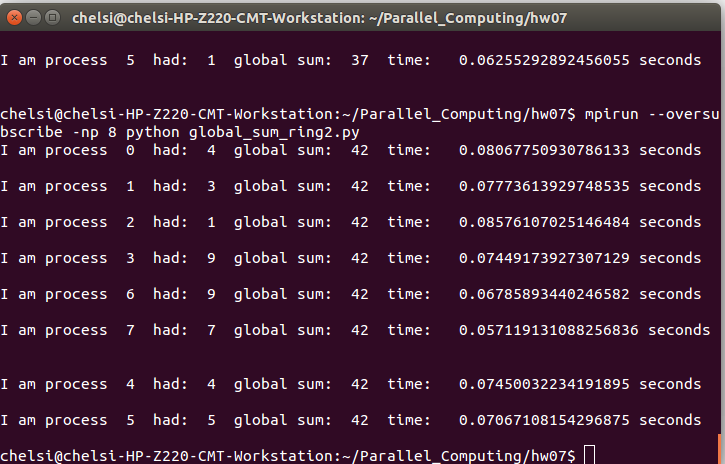 chelsi@chelsi-HP-Z220-CMT-Workstation: ~/Parallel_Computing/hw07
I am process  5  had:  1  global sum:  37  time:   0.06255292892456055 seconds
chelsi@chelsi-HP-Z220-CMT-Workstation:~/Parallel_Computing/hw07$ mpirun --oversu
bscribe -np 8 python global_sum_ring2.py
I am process  0  had:  4  global sum:  42  time:   0.08067750930786133 seconds
I am process  1  had:  3  global sum:  42  time:   0.07773613929748535 seconds
I am process  2  had:  1  global sum:  42  time:   0.08576107025146484 seconds
I am process  3  had:  9  global sum:  42  time:   0.07449173927307129 seconds
I am process  6  had:  9  global sum:  42  time:   0.06785893440246582 seconds
I am process  7  had:  7  global sum:  42  time:   0.057119131088256836 seconds
I am process  4  had:  4  global sum:  42  time:   0.07450032234191895 seconds
I am process  5  had:  5  global sum:  42  time:   0.07067108154296875 seconds
chelsi@chelsi-HP-Z220-CMT-Workstation:~/Parallel_Computing/hw07$